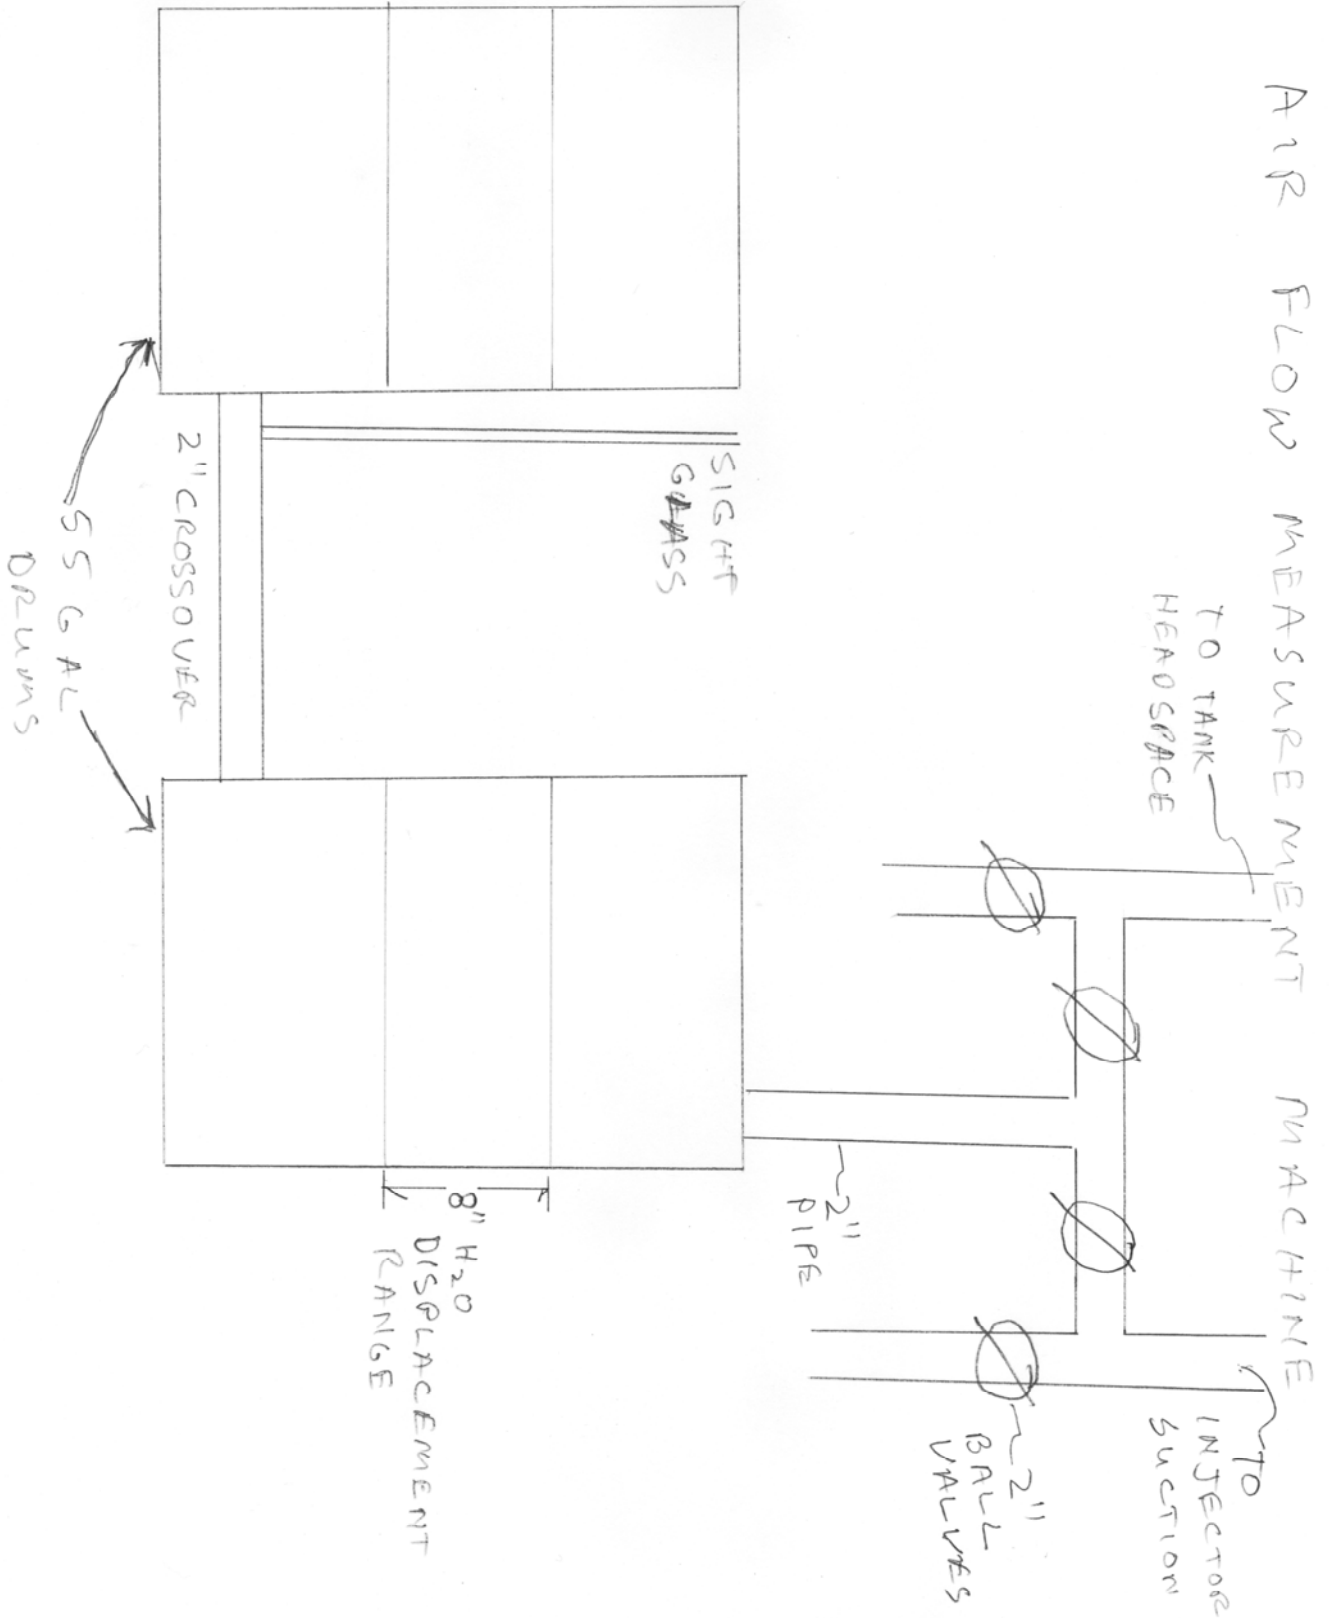 AIR FLOW MEASUREMENT MACHINE
TO TANK
HEADSPACE
TO
INJECTOR
SUCTION
2"
BALL
VALVES
2"
PIPE
SIGHT
GLASS
8" H2O
DISPLACEMENT
RANGE
2" CROSSOVER
55 GAL
DRUMS